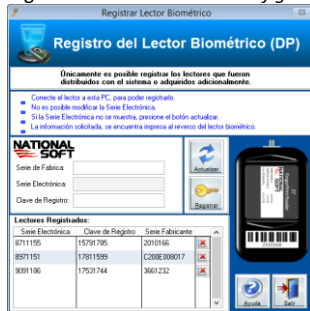 Registrar Lector Biométrico
Registro del Lector Biométrico (DP)
Únicamente es posible registrar los lectores que fueron
distribuidos con el sistema o adquiridos adicionalmente.
Conecte el lector a esta PC, para poder registrarlo.
No es posible modificar la Serie Electrónica.
Si la Serie Electrónica no se muestra, presione el botón actualizar.
La información solicitada, se encuentra impresa al reverso del lector biométrico.
NATIONAL
SOFT
Serie de Fabrica:
Serie Electrónica:
Clave de Registro:
Actualizar
Registrar
Lectores Registrados:
Serie Electrónica Clave de Registro Serie Fabricante
8711155 15791785 2010166
8971151 17811599 C200E008017
9091186 17531744 3661232
Fingerprint Reader
Ayuda Salir